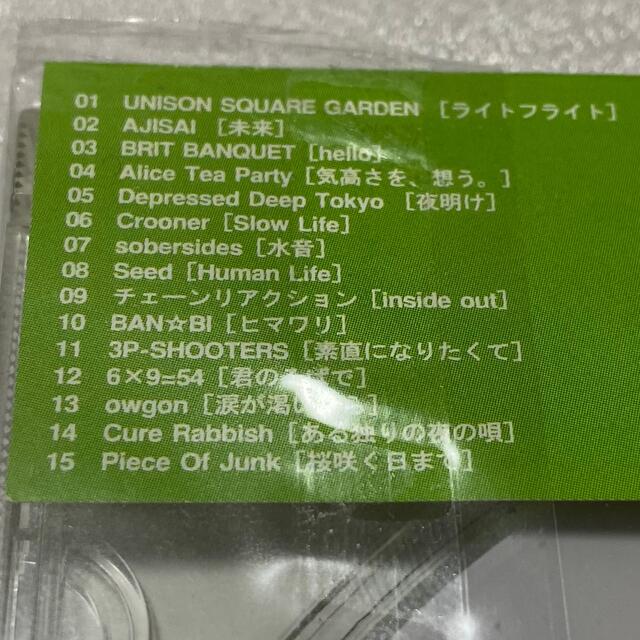 01 UNISON SQUARE GARDEN [ライトフライト]
02 AJISAI [未来]
03 BRIT BANQUET [hello]
04 Alice Tea Party [気高さを、想う。]
05 Depressed Deep Tokyo [夜明け]
06 Crooner [Slow Life]
07 sobersides [水音]
08 Seed [Human Life]
09 チェーンリアクション [inside out]
10 BAN☆BI [ヒマワリ]
11 3P-SHOOTERS [素直になりたくて]
12 6×9=54 [君の
13 owgon [涙が
14 Cure Rabbish [ある独りの夜の唄]
15 Piece Of Junk [桜咲く日まで]